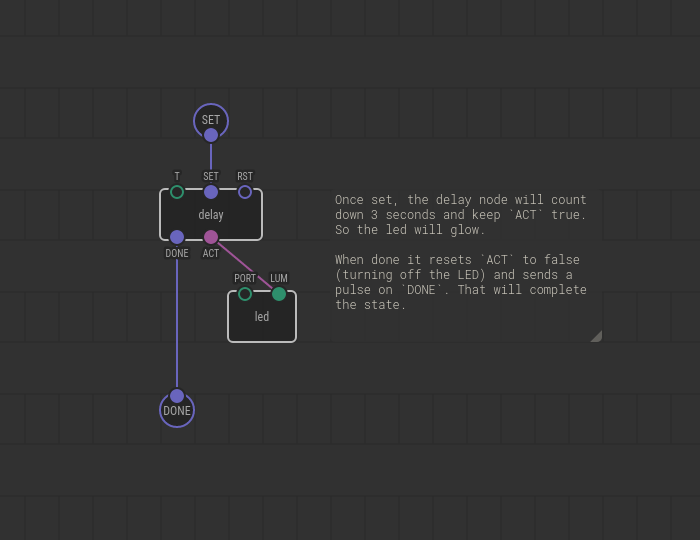 SET
T SET RST
delay
DONE ACT
PORT LUM
led
DONE
Once set, the delay node will count
down 3 seconds and keep `ACT` true.
So the led will glow.
When done it resets `ACT` to false
(turning off the LED) and sends a
pulse on `DONE`. That will complete
the state.